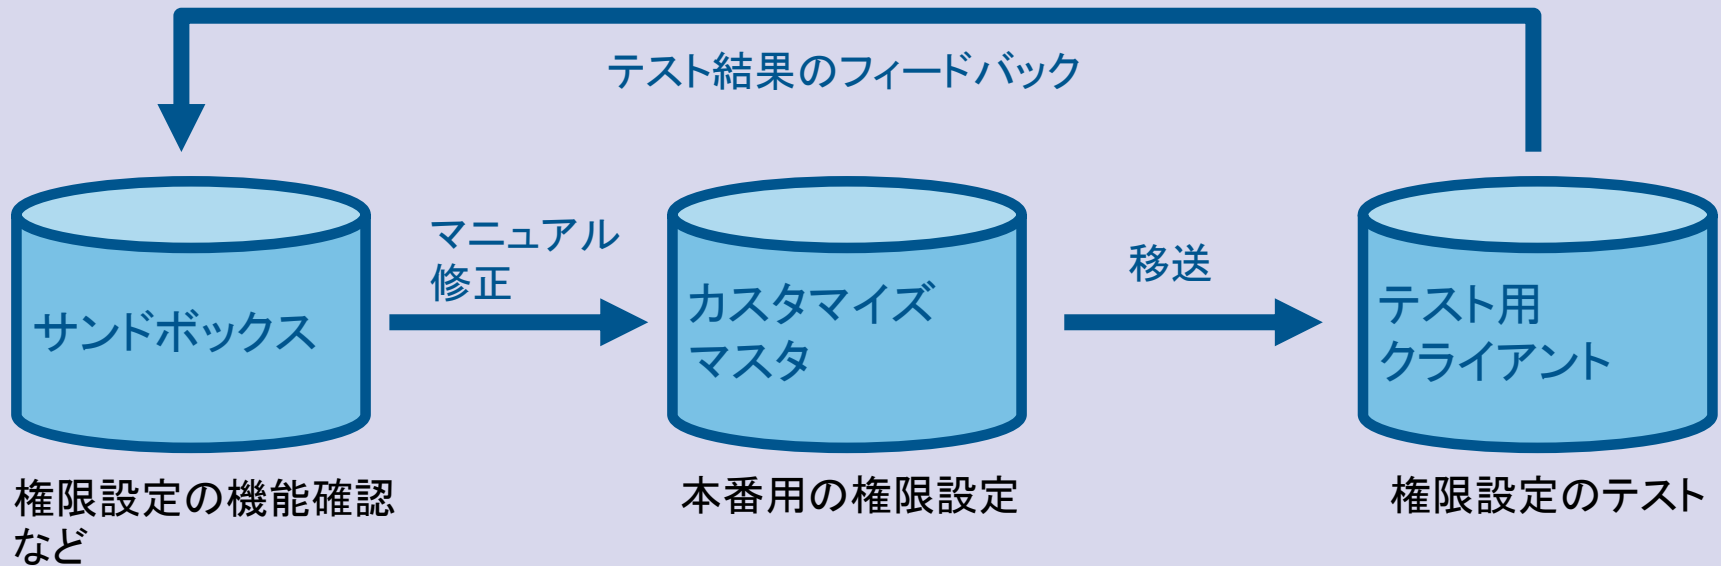 テスト結果のフィードバック
サンドボックス
マニュアル
修正
カスタマイズ
マスタ
移送
テスト用
クライアント
権限設定の機能確認
など
本番用の権限設定
権限設定のテスト